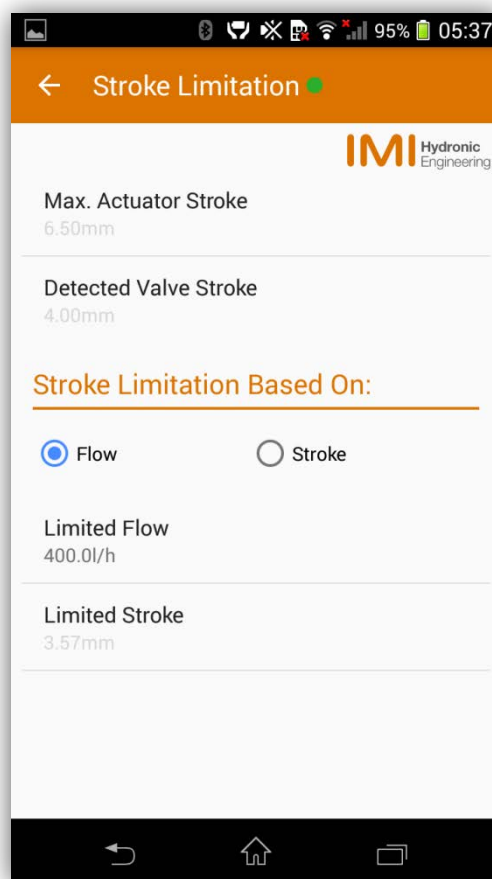 95% 05:37
Stroke Limitation
IMI Hydronic
Engineering
Max. Actuator Stroke
6.50mm
Detected Valve Stroke
4.00mm
Stroke Limitation Based On:
Flow Stroke
Limited Flow
400.0l/h
Limited Stroke
3.57mm